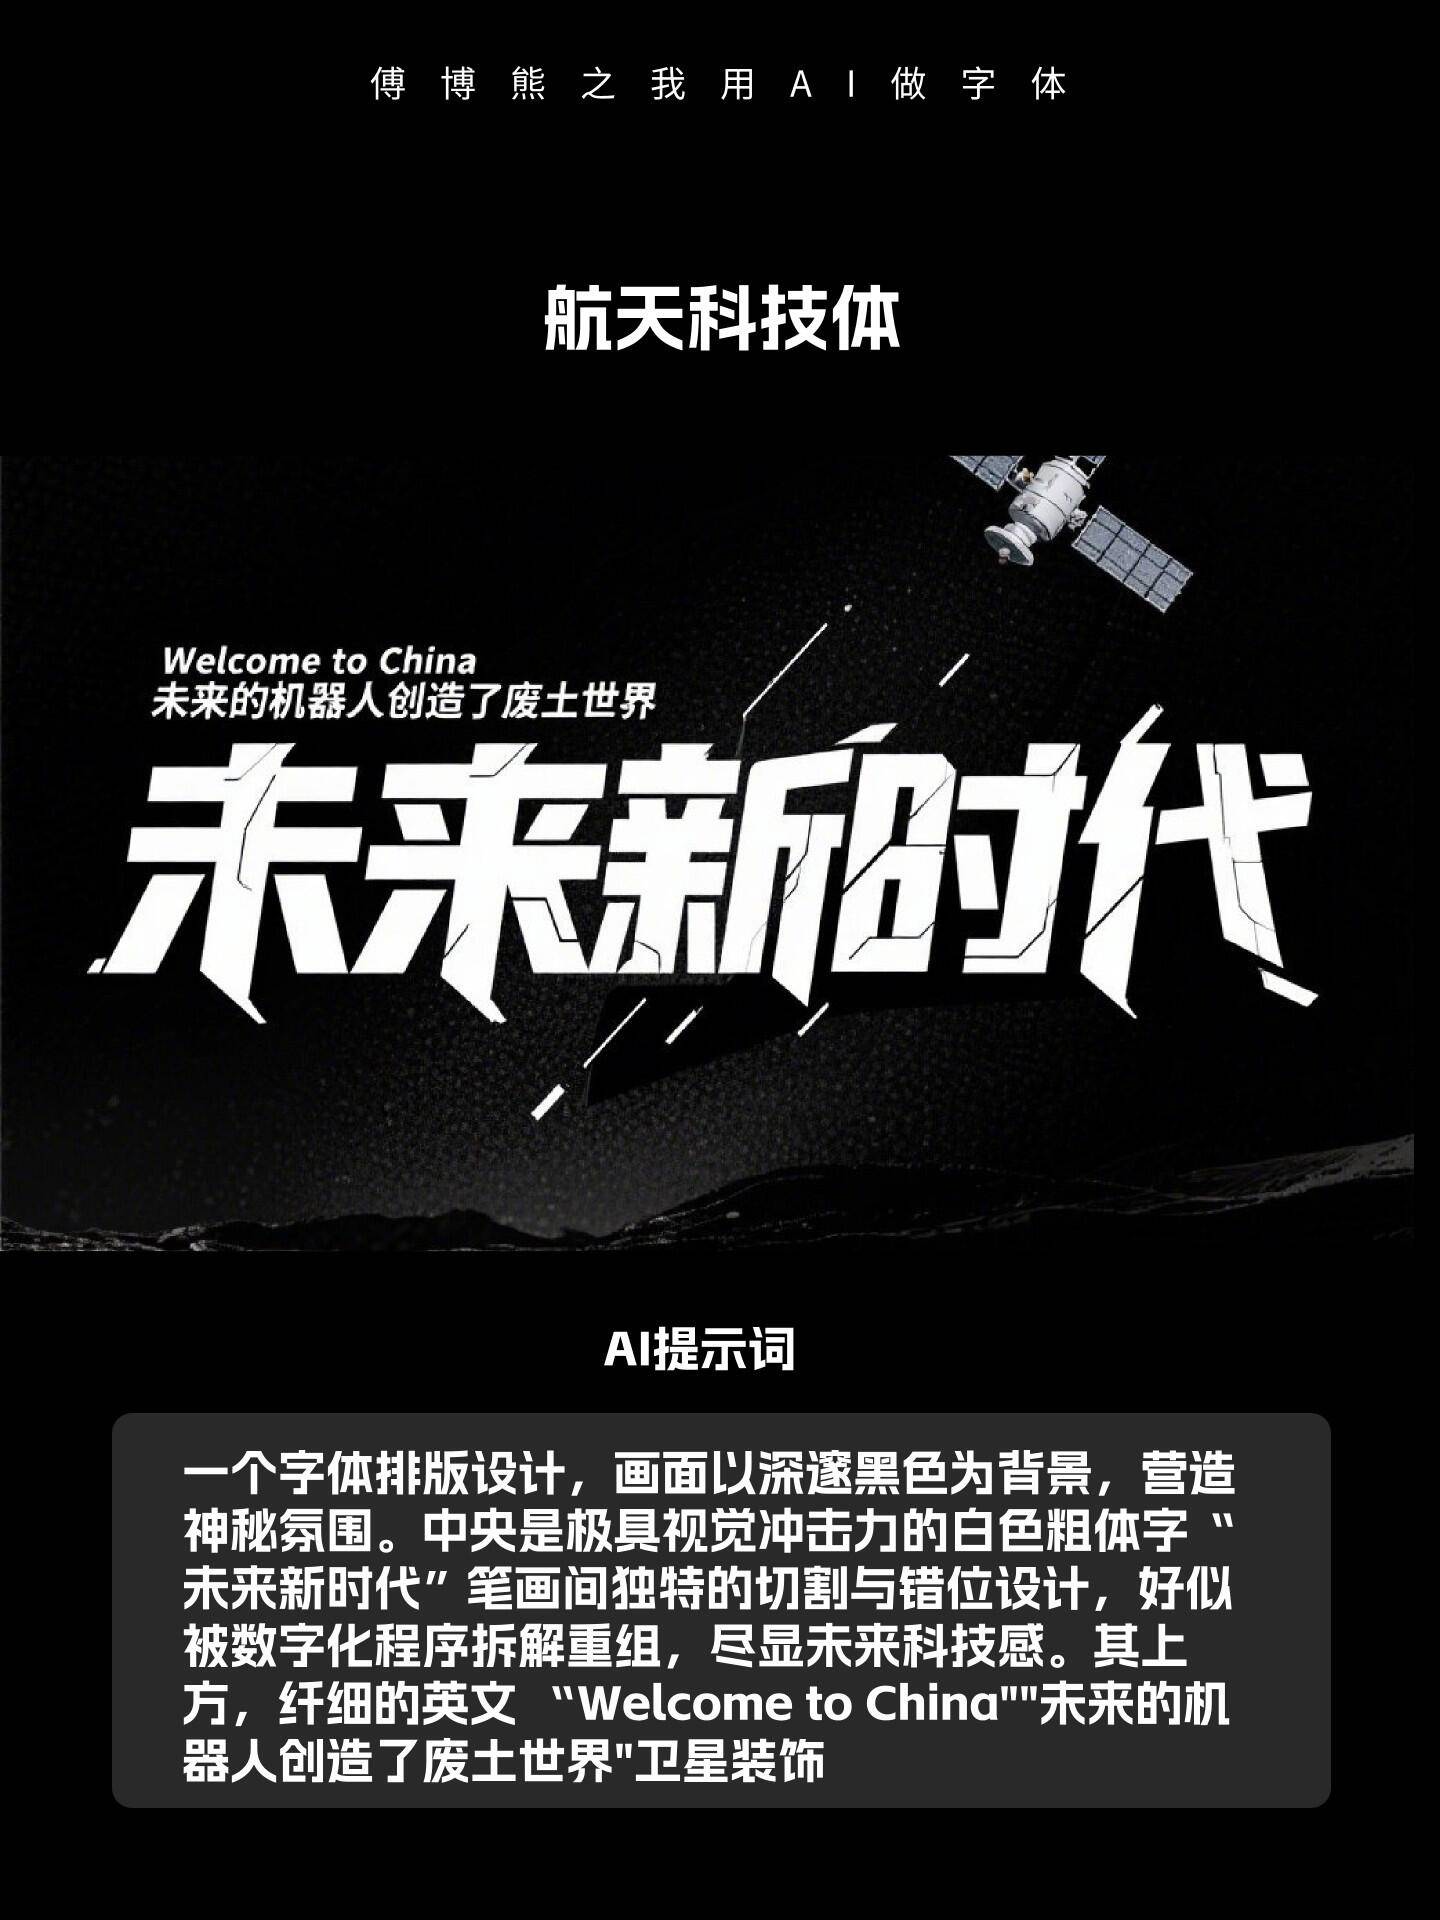 傅博熊之我用AI做字体
航天科技体
Welcome to China
未来的机器人创造了废土世界
未来新时代
AI提示词
一个字体排版设计，画面以深邃黑色为背景，营造
神秘氛围。中央是极具视觉冲击力的白色粗体字“
未来新时代”笔画间独特的切割与错位设计，好似
被数字化程序拆解重组，尽显未来科技感。其上
方，纤细的英文 “Welcome to China""未来的机
器人创造了废土世界"卫星装饰